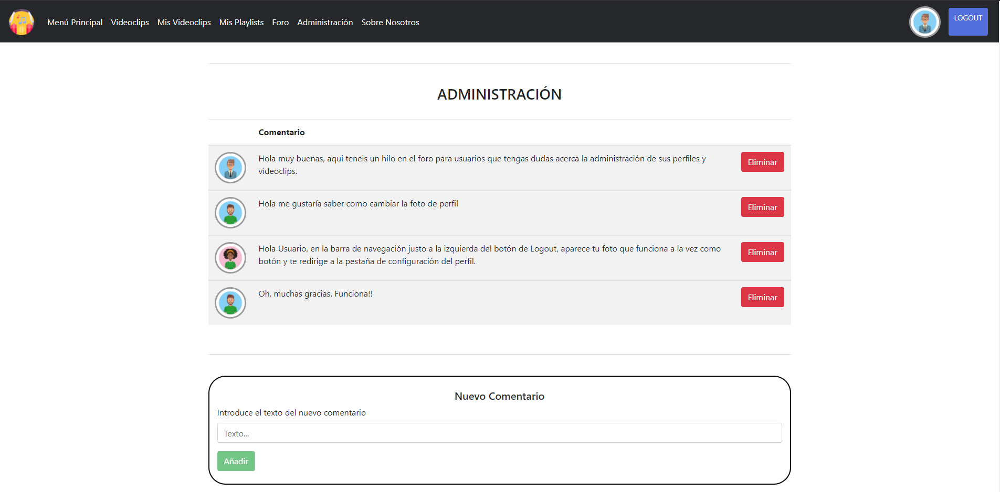 Menú Principal Videoclips Mis Videoclips Mis Playlists Foro Administración Sobre Nosotros LOGOUT
ADMINISTRACIÓN
Comentario
Hola muy buenas, aqui teneis un hilo en el foro para usuarios que tengas dudas acerca la administración de sus perfiles y
videoclips.
Eliminar
Hola me gustaría saber como cambiar la foto de perfil
Eliminar
Hola Usuario, en la barra de navegación justo a la izquierda del botón de Logout, aparece tu foto que funciona a la vez como
botón y te redirige a la pestaña de configuración del perfil.
Eliminar
Oh, muchas gracias. Funciona!!
Eliminar
Nuevo Comentario
Introduce el texto del nuevo comentario
Texto...
Añadir